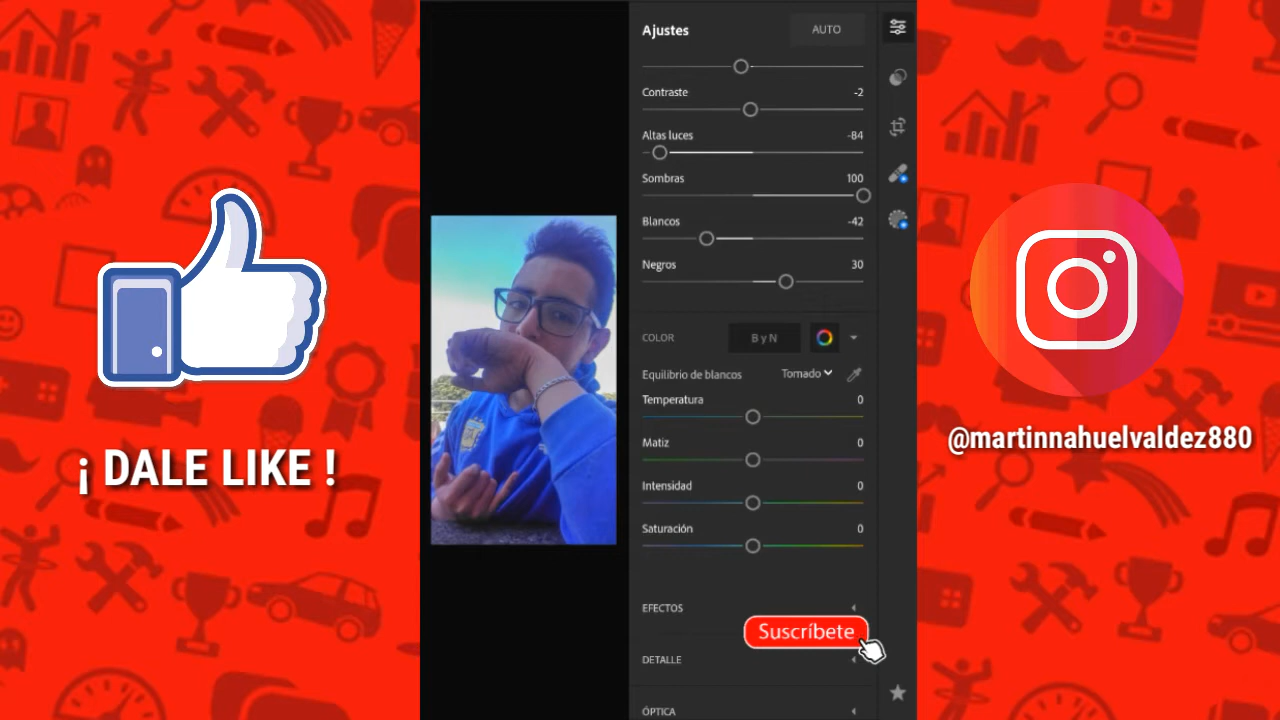 Ajustes
AUTO
Contraste
-2
Altas luces
-84
Sombras
100
Blancos
-42
Negros
30
COLOR
B y N
Equilibrio de blancos
Tomado
Temperatura
0
Matiz
0
Intensidad
0
Saturación
0
EFECTOS
Suscríbete
DETALLE
ÓPTICA
¡ DALE LIKE !
@martinnahuelvaldez880